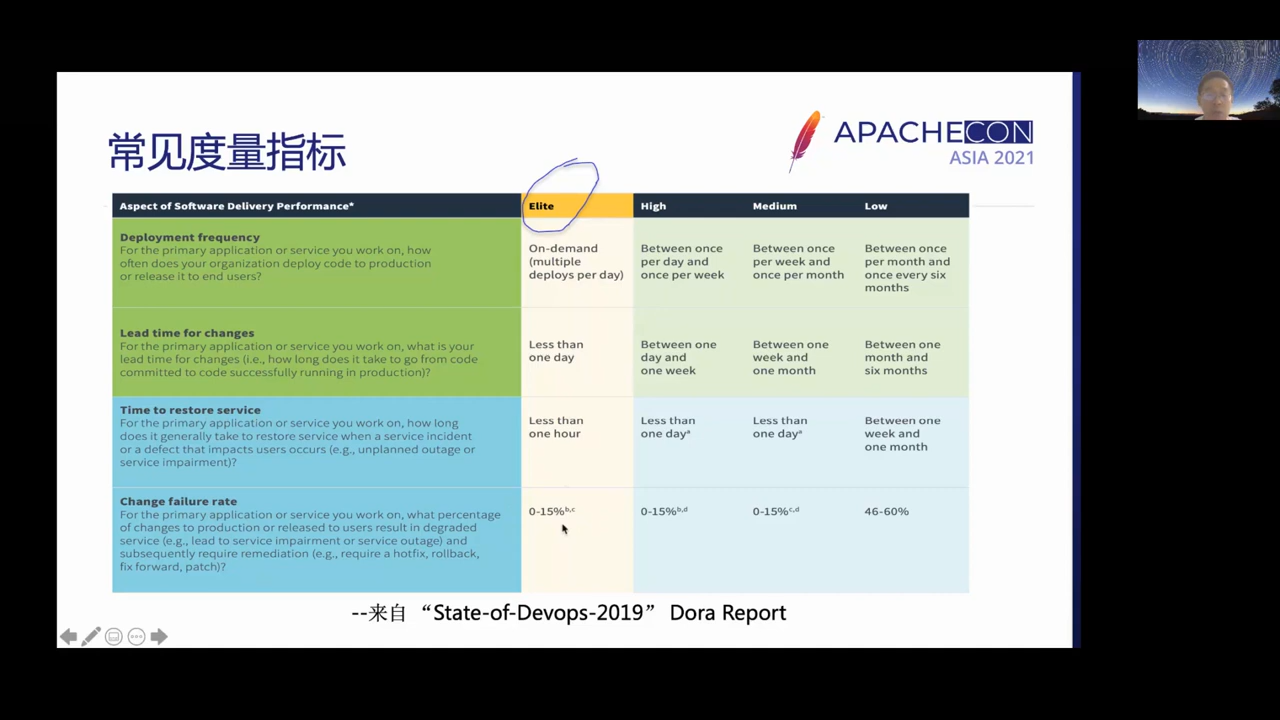 常见度量指标
APACHECON
ASIA 2021
Aspect of Software Delivery Performance*
Elite
High
Medium
Low
Deployment frequency
For the primary application or service you work on, how
often does your organization deploy code to production
or release it to end users?
On-demand
(multiple
deploys per day)
Between once
per day and
once per week
Between once
per week and
once per month
Between once
per month and
once every six
months
Lead time for changes
For the primary application or service you work on, what is your
lead time for changes (i.e., how long does it take to go from code
committed to code successfully running in production)?
Less than
one day
Between one
day and
one week
Between one
week and
one month
Between one
month and
six months
Time to restore service
For the primary application or service you work on, how long
does it generally take to restore service when a service incident
or a defect that impacts users occurs (e.g., unplanned outage or
service impairment)?
Less than
one hour
Less than
one dayª
Less than
one dayª
Between one
week and
one month
Change failure rate
For the primary application or service you work on, what percentage
of changes to production or released to users result in degraded
service (e.g., lead to service impairment or service outage) and
subsequently require remediation (e.g., require a hotfix, rollback,
fix forward, patch)?
0-15%ᵇ,ᶜ
0-15%ᵇ,ᵈ
0-15%ᶜ,ᵈ
46-60%
--来自 “State-of-Devops-2019” Dora Report